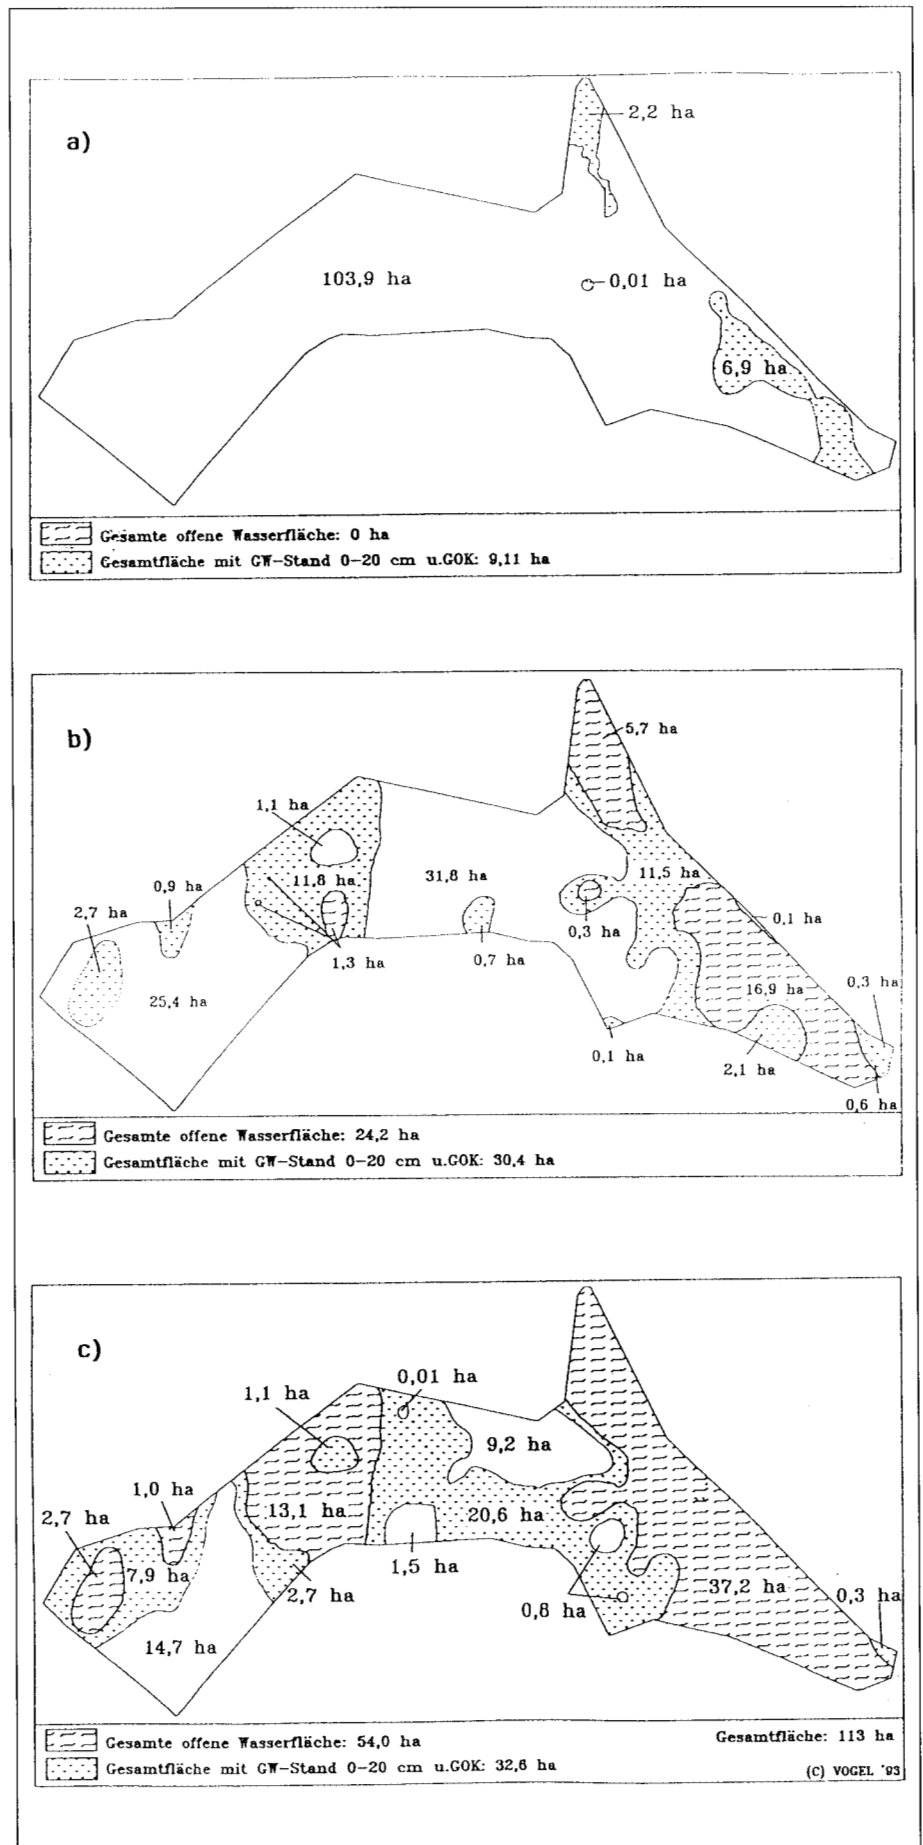 a)
2,2 ha
103,9 ha
0,01 ha
6,9 ha
Gesamte offene Wasserfläche: 0 ha
Gesamtfläche mit GW-Stand 0-20 cm u.GOK: 9,11 ha
b)
5,7 ha
1,1 ha
11,8 ha
31,8 ha
11,5 ha
0,9 ha
2,7 ha
0,1 ha
0,3 ha
1,3 ha
0,7 ha
0,3 ha
25,4 ha
16,9 ha
0,1 ha
2,1 ha
0,6 ha
Gesamte offene Wasserfläche: 24,2 ha
Gesamtfläche mit GW-Stand 0-20 cm u.GOK: 30,4 ha
c)
0,01 ha
1,1 ha
9,2 ha
1,0 ha
13,1 ha
20,6 ha
2,7 ha
7,9 ha
1,5 ha
2,7 ha
37,2 ha
0,3 ha
0,8 ha
14,7 ha
Gesamte offene Wasserfläche: 54,0 ha
Gesamtfläche: 113 ha
Gesamtfläche mit GW-Stand 0-20 cm u.GOK: 32,6 ha
(C) VOGEL '93